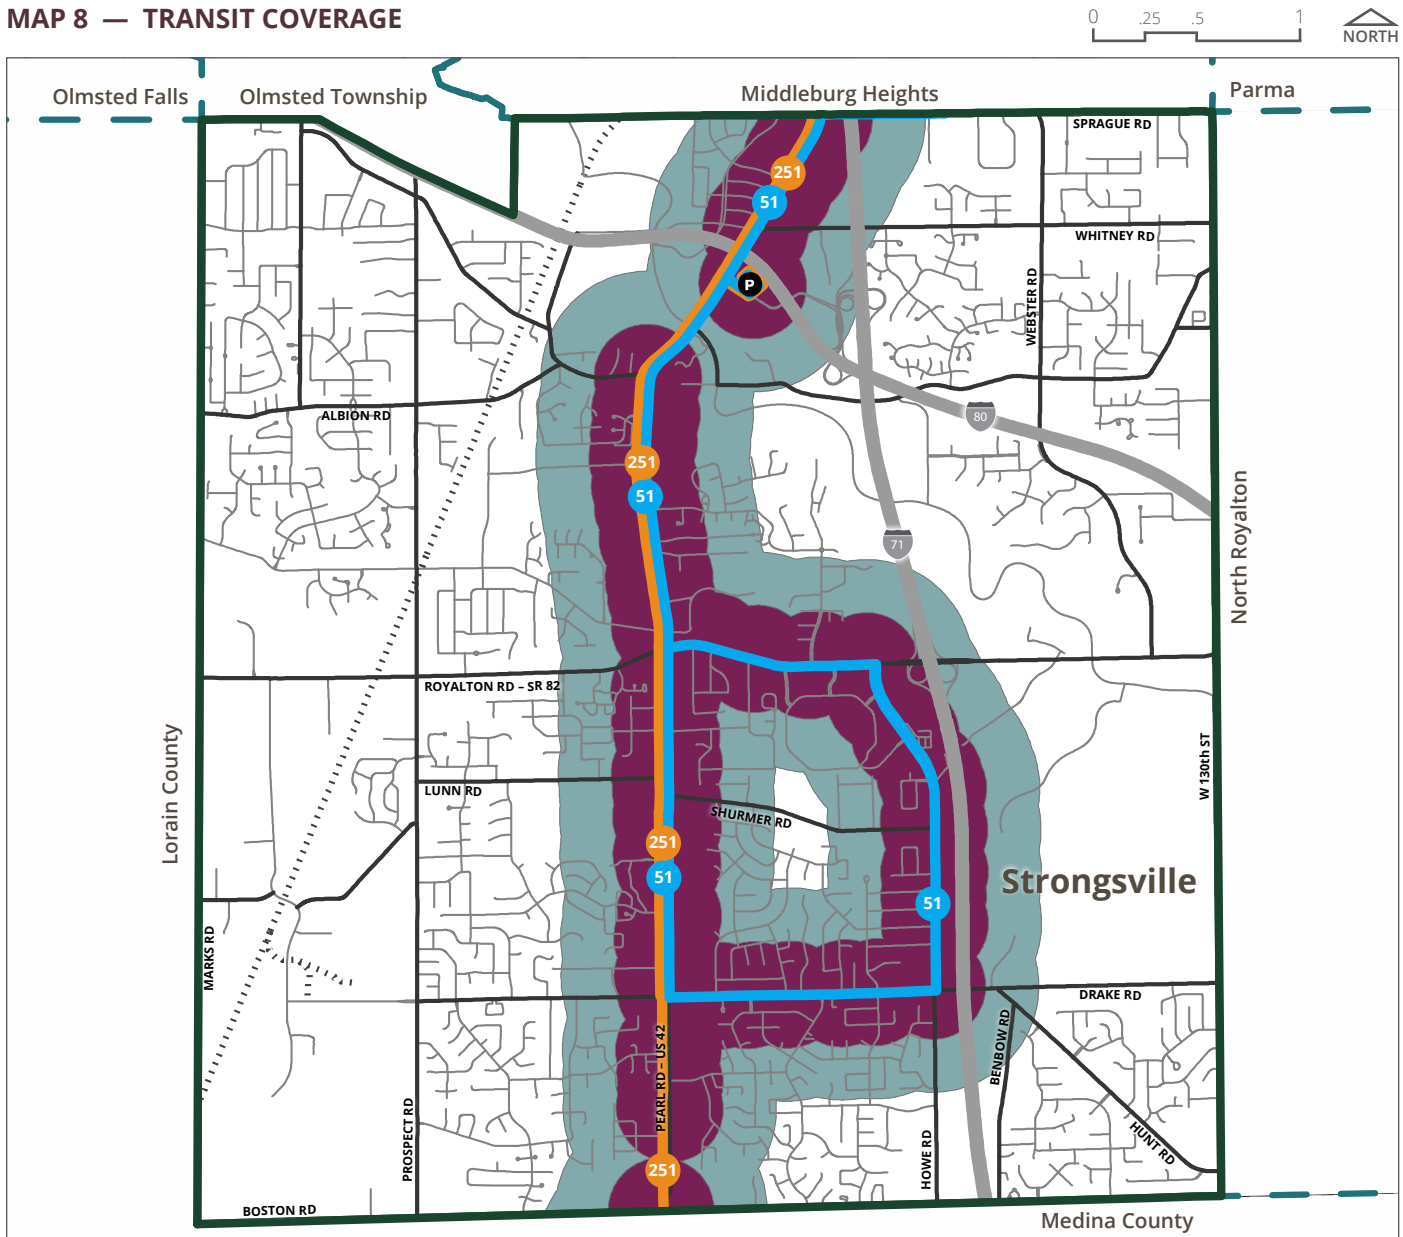 MAP 8 — TRANSIT COVERAGE
0 .25 .5 1
NORTH
Olmsted Falls
Olmsted Township
Middleburg Heights
Parma
SPRAGUE RD
251
51
WHITNEY RD
WEBSTER RD
P
ALBION RD
80
251
51
71
North Royalton
ROYALTON RD – SR 82
W 130th ST
Lorain County
LUNN RD
SHURMER RD
251
51
Strongsville
51
MARKS RD
DRAKE RD
PEARL RD – US 42
BENBOW RD
PROSPECT RD
HOWE RD
HUNT RD
251
BOSTON RD
Medina County